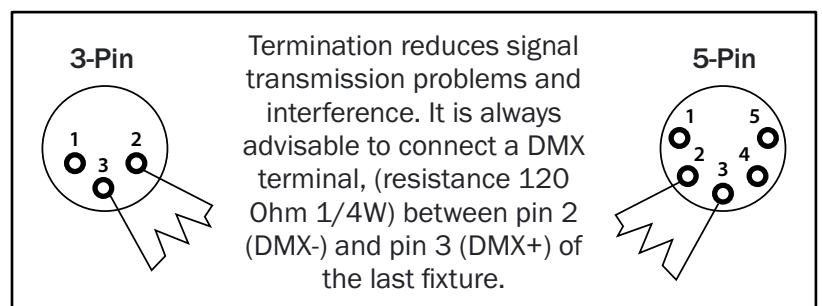 3-Pin
1
2
3
Termination reduces signal
transmission problems and
interference. It is always
advisable to connect a DMX
terminal, (resistance 120
Ohm 1/4W) between pin 2
(DMX-) and pin 3 (DMX+) of
the last fixture.
5-Pin
1
5
2
4
3